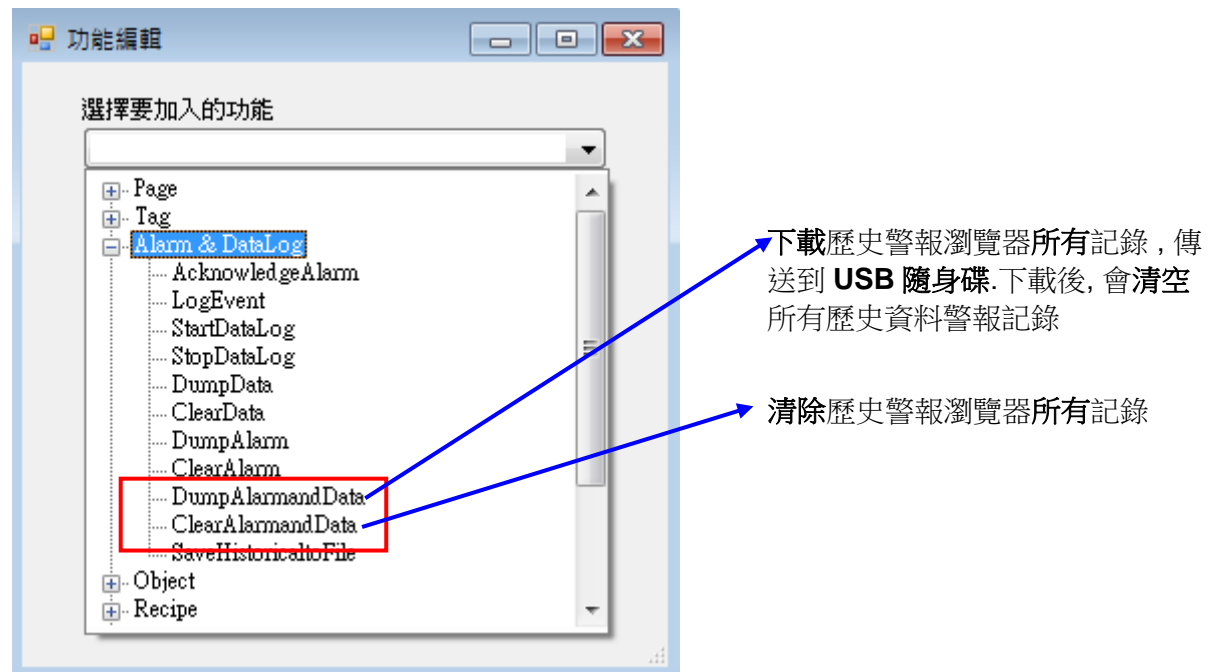 功能編輯
選擇要加入的功能
Page
Tag
Alarm & DataLog
AcknowledgeAlarm
LogEvent
StartDataLog
StopDataLog
DumpData
ClearData
DumpAlarm
ClearAlarm
DumpAlarmandData
ClearAlarmandData
SaveHistoricaltoFile
Object
Recipe
下載歷史警報瀏覽器所有記錄 , 傳
送到 USB 隨身碟.下載後, 會清空
所有歷史資料警報記錄
清除歷史警報瀏覽器所有記錄